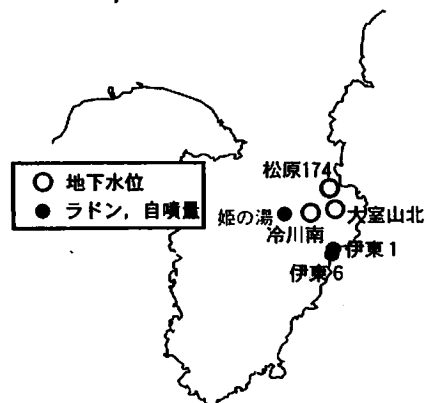 松原174
地下水位
ラドン，自噴量
姫の湯
大室山北
冷川南
伊東1
伊東6